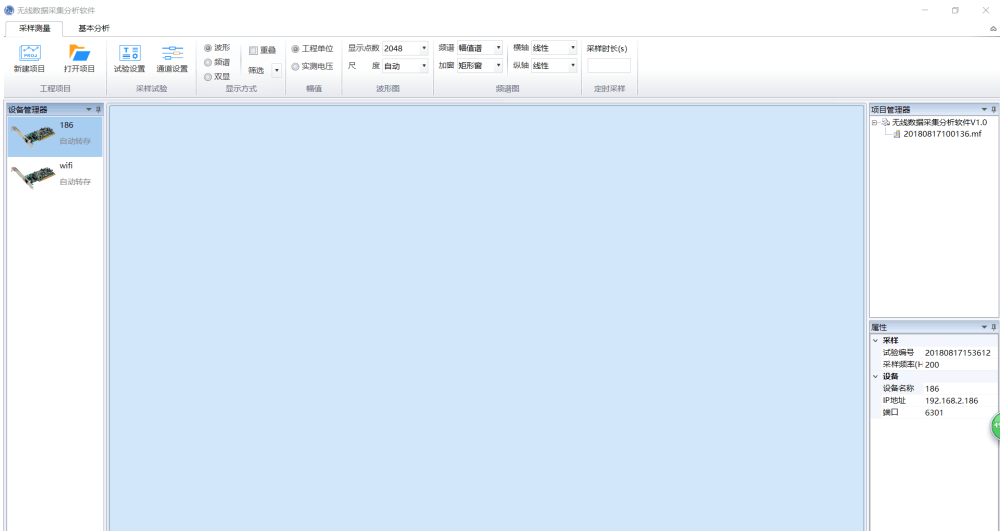 无线数据采集分析软件
采样测量 基本分析
新建项目 打开项目
工程项目
试验设置 通道设置
采样试验
波形
频谱
双显
重叠
筛选
显示方式
工程单位
实测电压
幅值
显示点数 2048
尺 度 自动
波形图
频谱 幅值谱 横轴 线性
加窗 矩形窗 纵轴 线性
频谱图
采样时长(s)
定时采样
设备管理器
186
自动转存
wifi
自动转存
项目管理器
无线数据采集分析软件V1.0
20180817100136.mf
属性
采样
试验编号 20180817153612
采样频率(H 200
设备
设备名称 186
IP地址 192.168.2.186
端口 6301